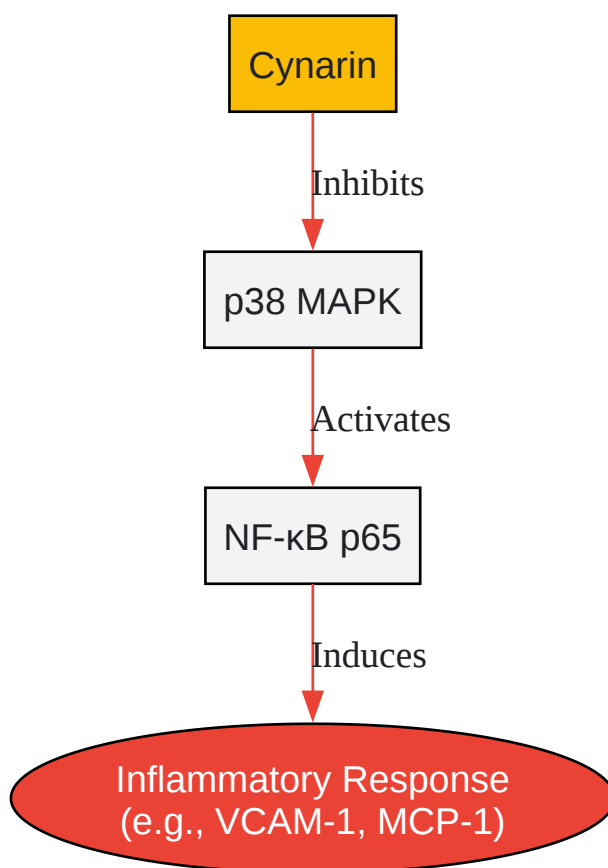 Cynarin
Inhibits
p38 MAPK
Activates
NF-κB p65
Induces
Inflammatory Response
(e.g., VCAM-1, MCP-1)